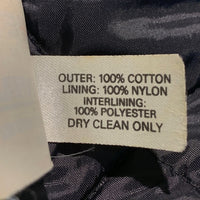 OUTER: 100% COTTON
LINING: 100% NYLON
INTERLINING:
100% POLYESTER
DRY CLEAN ONLY